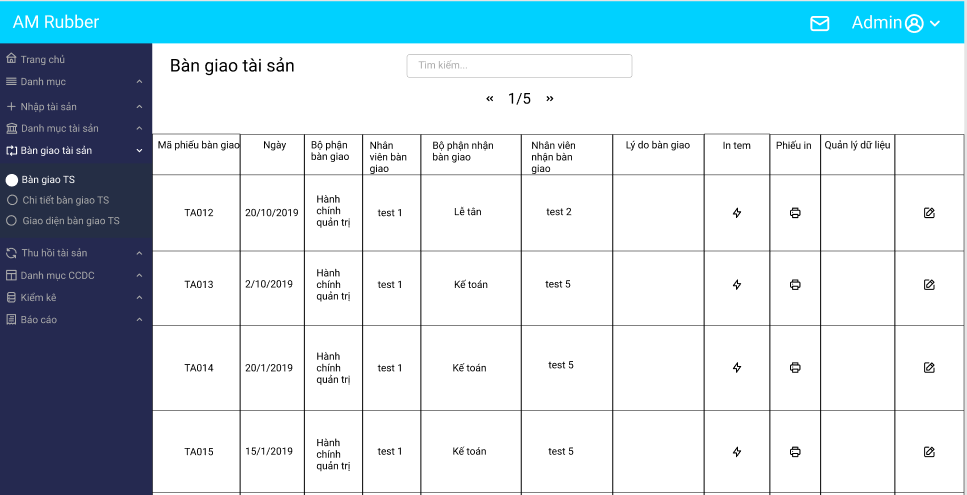 AM Rubber
Admin
Trang chủ
Danh mục
Nhập tài sản
Danh mục tài sản
Bàn giao tài sản
Bàn giao TS
Chi tiết bàn giao TS
Giao diện bàn giao TS
Thu hồi tài sản
Danh mục CCDC
Kiểm kê
Báo cáo
Bàn giao tài sản
Tìm kiếm...
« 1/5 »
Mã phiếu bàn giao
Ngày
Bộ phận
bàn giao
Nhân
viên bàn
giao
Bộ phận nhận
bàn giao
Nhân viên
nhận bàn
giao
Lý do bàn giao
In tem
Phiếu in
Quản lý dữ liệu
TA012
20/10/2019
Hành
chính
quản trị
test 1
Lễ tân
test 2
TA013
2/10/2019
Hành
chính
quản trị
test 1
Kế toán
test 5
TA014
20/1/2019
Hành
chính
quản trị
test 1
Kế toán
test 5
TA015
15/1/2019
Hành
chính
quản trị
test 1
Kế toán
test 5